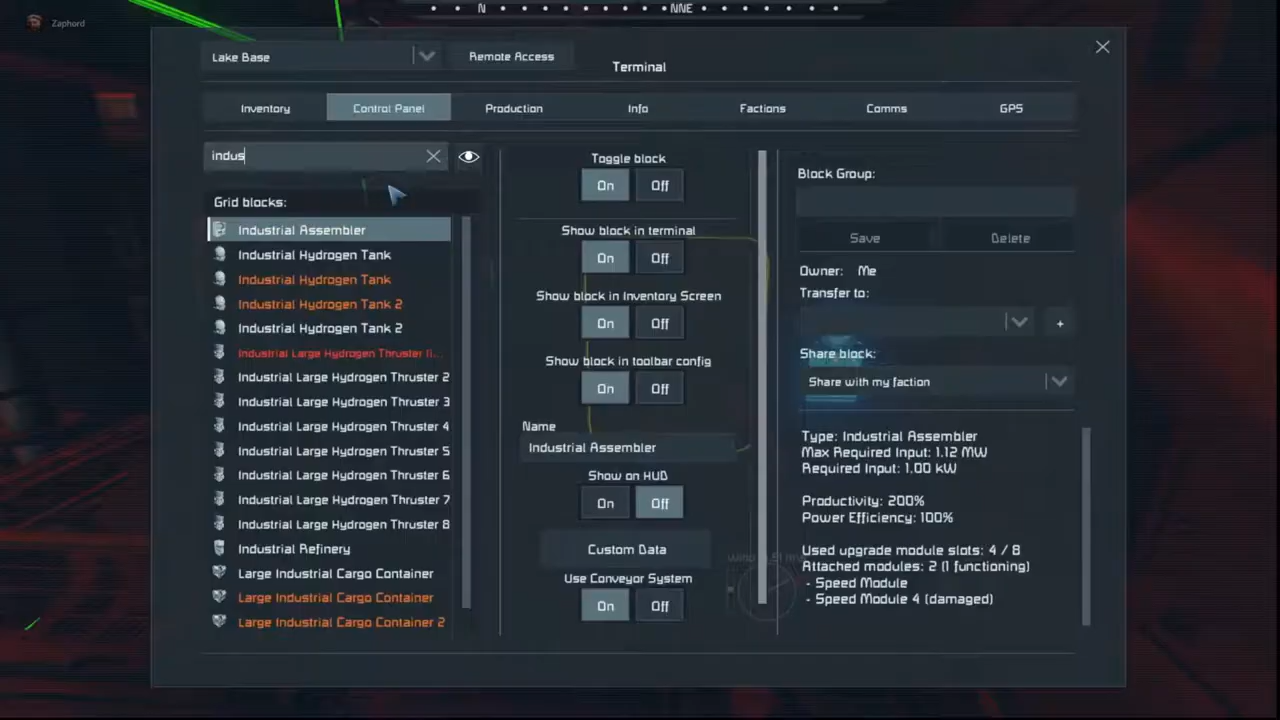 Zaphord
N
NNE
Lake Base
Remote Access
Terminal
Inventory
Control Panel
Production
Info
Factions
Comms
GPS
indus
Grid blocks:
Industrial Assembler
Industrial Hydrogen Tank
Industrial Hydrogen Tank
Industrial Hydrogen Tank 2
Industrial Hydrogen Tank 2
Industrial Large Hydrogen Thruster (i...
Industrial Large Hydrogen Thruster 2
Industrial Large Hydrogen Thruster 3
Industrial Large Hydrogen Thruster 4
Industrial Large Hydrogen Thruster 5
Industrial Large Hydrogen Thruster 6
Industrial Large Hydrogen Thruster 7
Industrial Large Hydrogen Thruster 8
Industrial Refinery
Large Industrial Cargo Container
Large Industrial Cargo Container
Large Industrial Cargo Container 2
Toggle block
On Off
Show block in terminal
On Off
Show block in Inventory Screen
On Off
Show block in toolbar config
On Off
Name
Industrial Assembler
Show on HUD
On Off
Custom Data
Use Conveyor System
On Off
Block Group:
Save Delete
Owner: Me
Transfer to:
+
Share block:
Share with my faction
Type: Industrial Assembler
Max Required Input: 1.12 MW
Required Input: 1.00 kW
Productivity: 200%
Power Efficiency: 100%
Used upgrade module slots: 4 / 8
Attached modules: 2 (1 functioning)
- Speed Module
- Speed Module 4 (damaged)